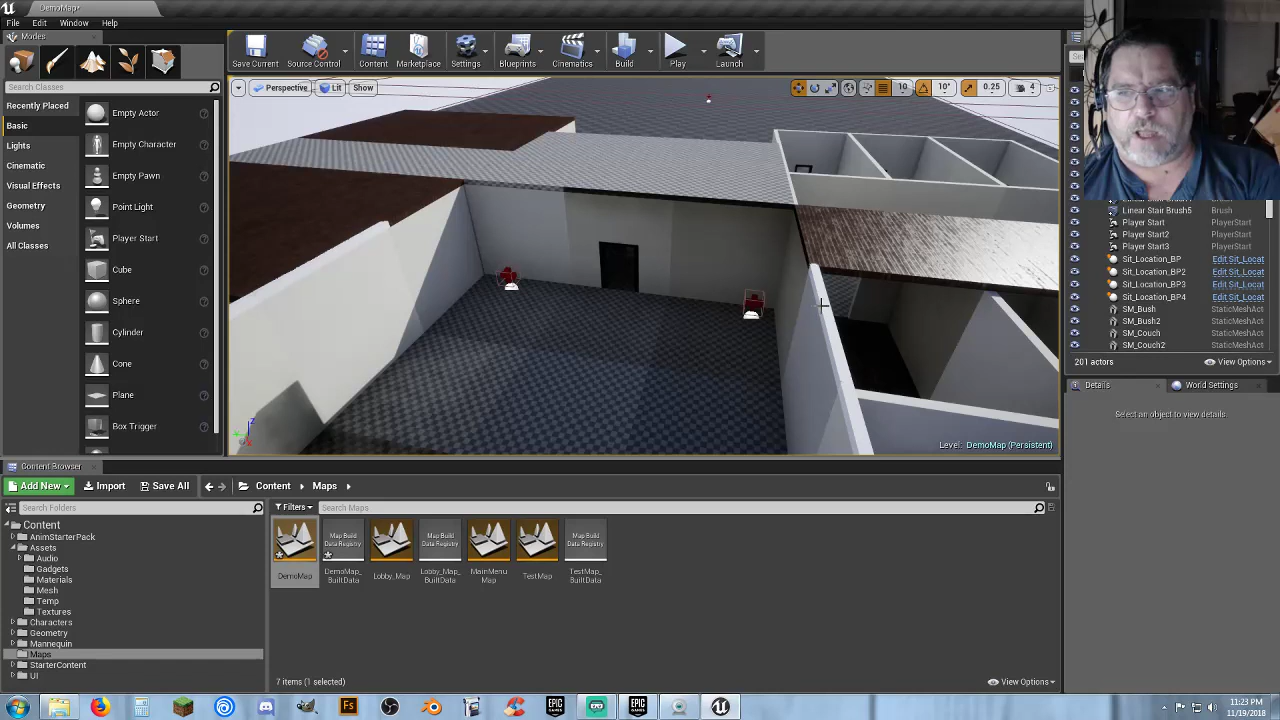 DemoMap*
File Edit Window Help
Modes
Search Classes
Recently Placed
Basic
Lights
Cinematic
Visual Effects
Geometry
Volumes
All Classes
Empty Actor
Empty Character
Empty Pawn
Point Light
Player Start
Cube
Sphere
Cylinder
Cone
Plane
Box Trigger
Save Current
Source Control
Content
Marketplace
Settings
Blueprints
Cinematics
Build
Play
Launch
Perspective Lit Show
10 10° 0.25 4
Level: DemoMap (Persistent)
Linear Stair Brush5 Brush
Player Start PlayerStart
Player Start2 PlayerStart
Player Start3 PlayerStart
Sit_Location_BP Edit Sit_Locat
Sit_Location_BP2 Edit Sit_Locat
Sit_Location_BP3 Edit Sit_Locat
Sit_Location_BP4 Edit Sit_Locat
SM_Bush StaticMeshAct
SM_Bush2 StaticMeshAct
SM_Couch StaticMeshAct
SM_Couch2 StaticMeshAct
201 actors View Options
Details World Settings
Select an object to view details.
Content Browser
Add New Import Save All Content Maps
Search Folders
Filters Search Maps
Content
AnimStarterPack
Assets
Audio
Gadgets
Materials
Mesh
Temp
Textures
Characters
Geometry
Mannequin
Maps
StarterContent
UI
DemoMap
Map Build Data Registry
DemoMap_BuiltData
Lobby_Map
Map Build Data Registry
Lobby_Map_BuiltData
MainMenuMap
TestMap
Map Build Data Registry
TestMap_BuiltData
7 items (1 selected) View Options
Fs
EPIC GAMES
EPIC GAMES
11:23 PM
11/19/2018